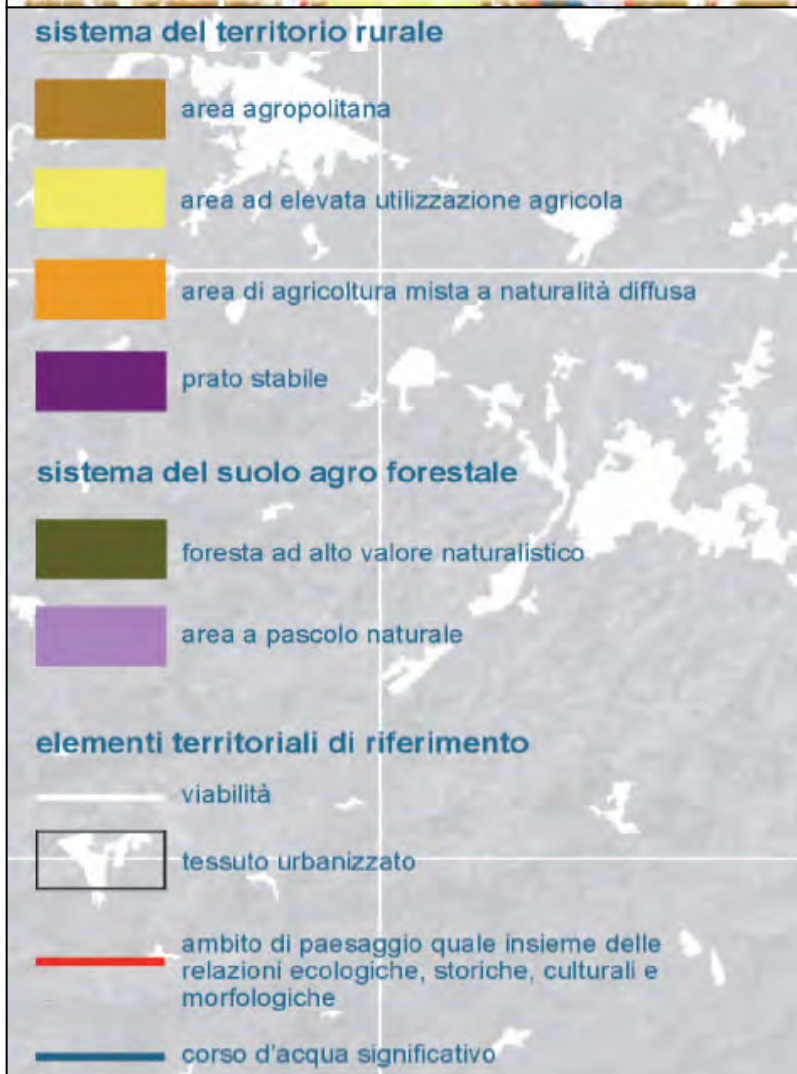 sistema del territorio rurale
area agropolitana
area ad elevata utilizzazione agricola
area di agricoltura mista a naturalità diffusa
prato stabile
sistema del suolo agro forestale
foresta ad alto valore naturalistico
area a pascolo naturale
elementi territoriali di riferimento
viabilità
tessuto urbanizzato
ambito di paesaggio quale insieme delle
relazioni ecologiche, storiche, culturali e
morfologiche
corso d'acqua significativo